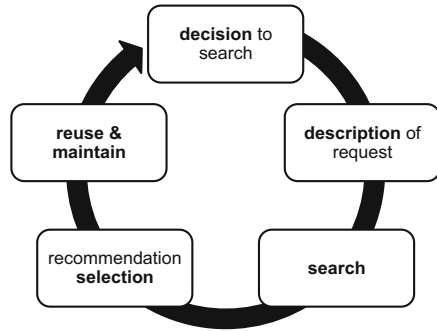 decision to
search
description of
request
search
recommendation
selection
reuse &
maintain